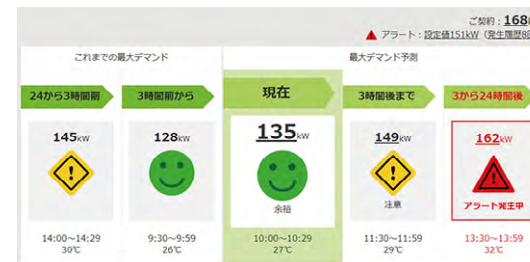 ご契約：168
アラート：設定値151kW（発生履歴8
これまでの最大デマンド
最大デマンド予測
24から3時間前
3時間前から
現在
3時間後まで
3から24時間後
145kW
128kW
135kW
149kW
162kW
余裕
注意
アラート発生中
14:00～14:29
9:30～9:59
10:00～10:29
11:30～11:59
13:30～13:59
30℃
26℃
27℃
29℃
32℃